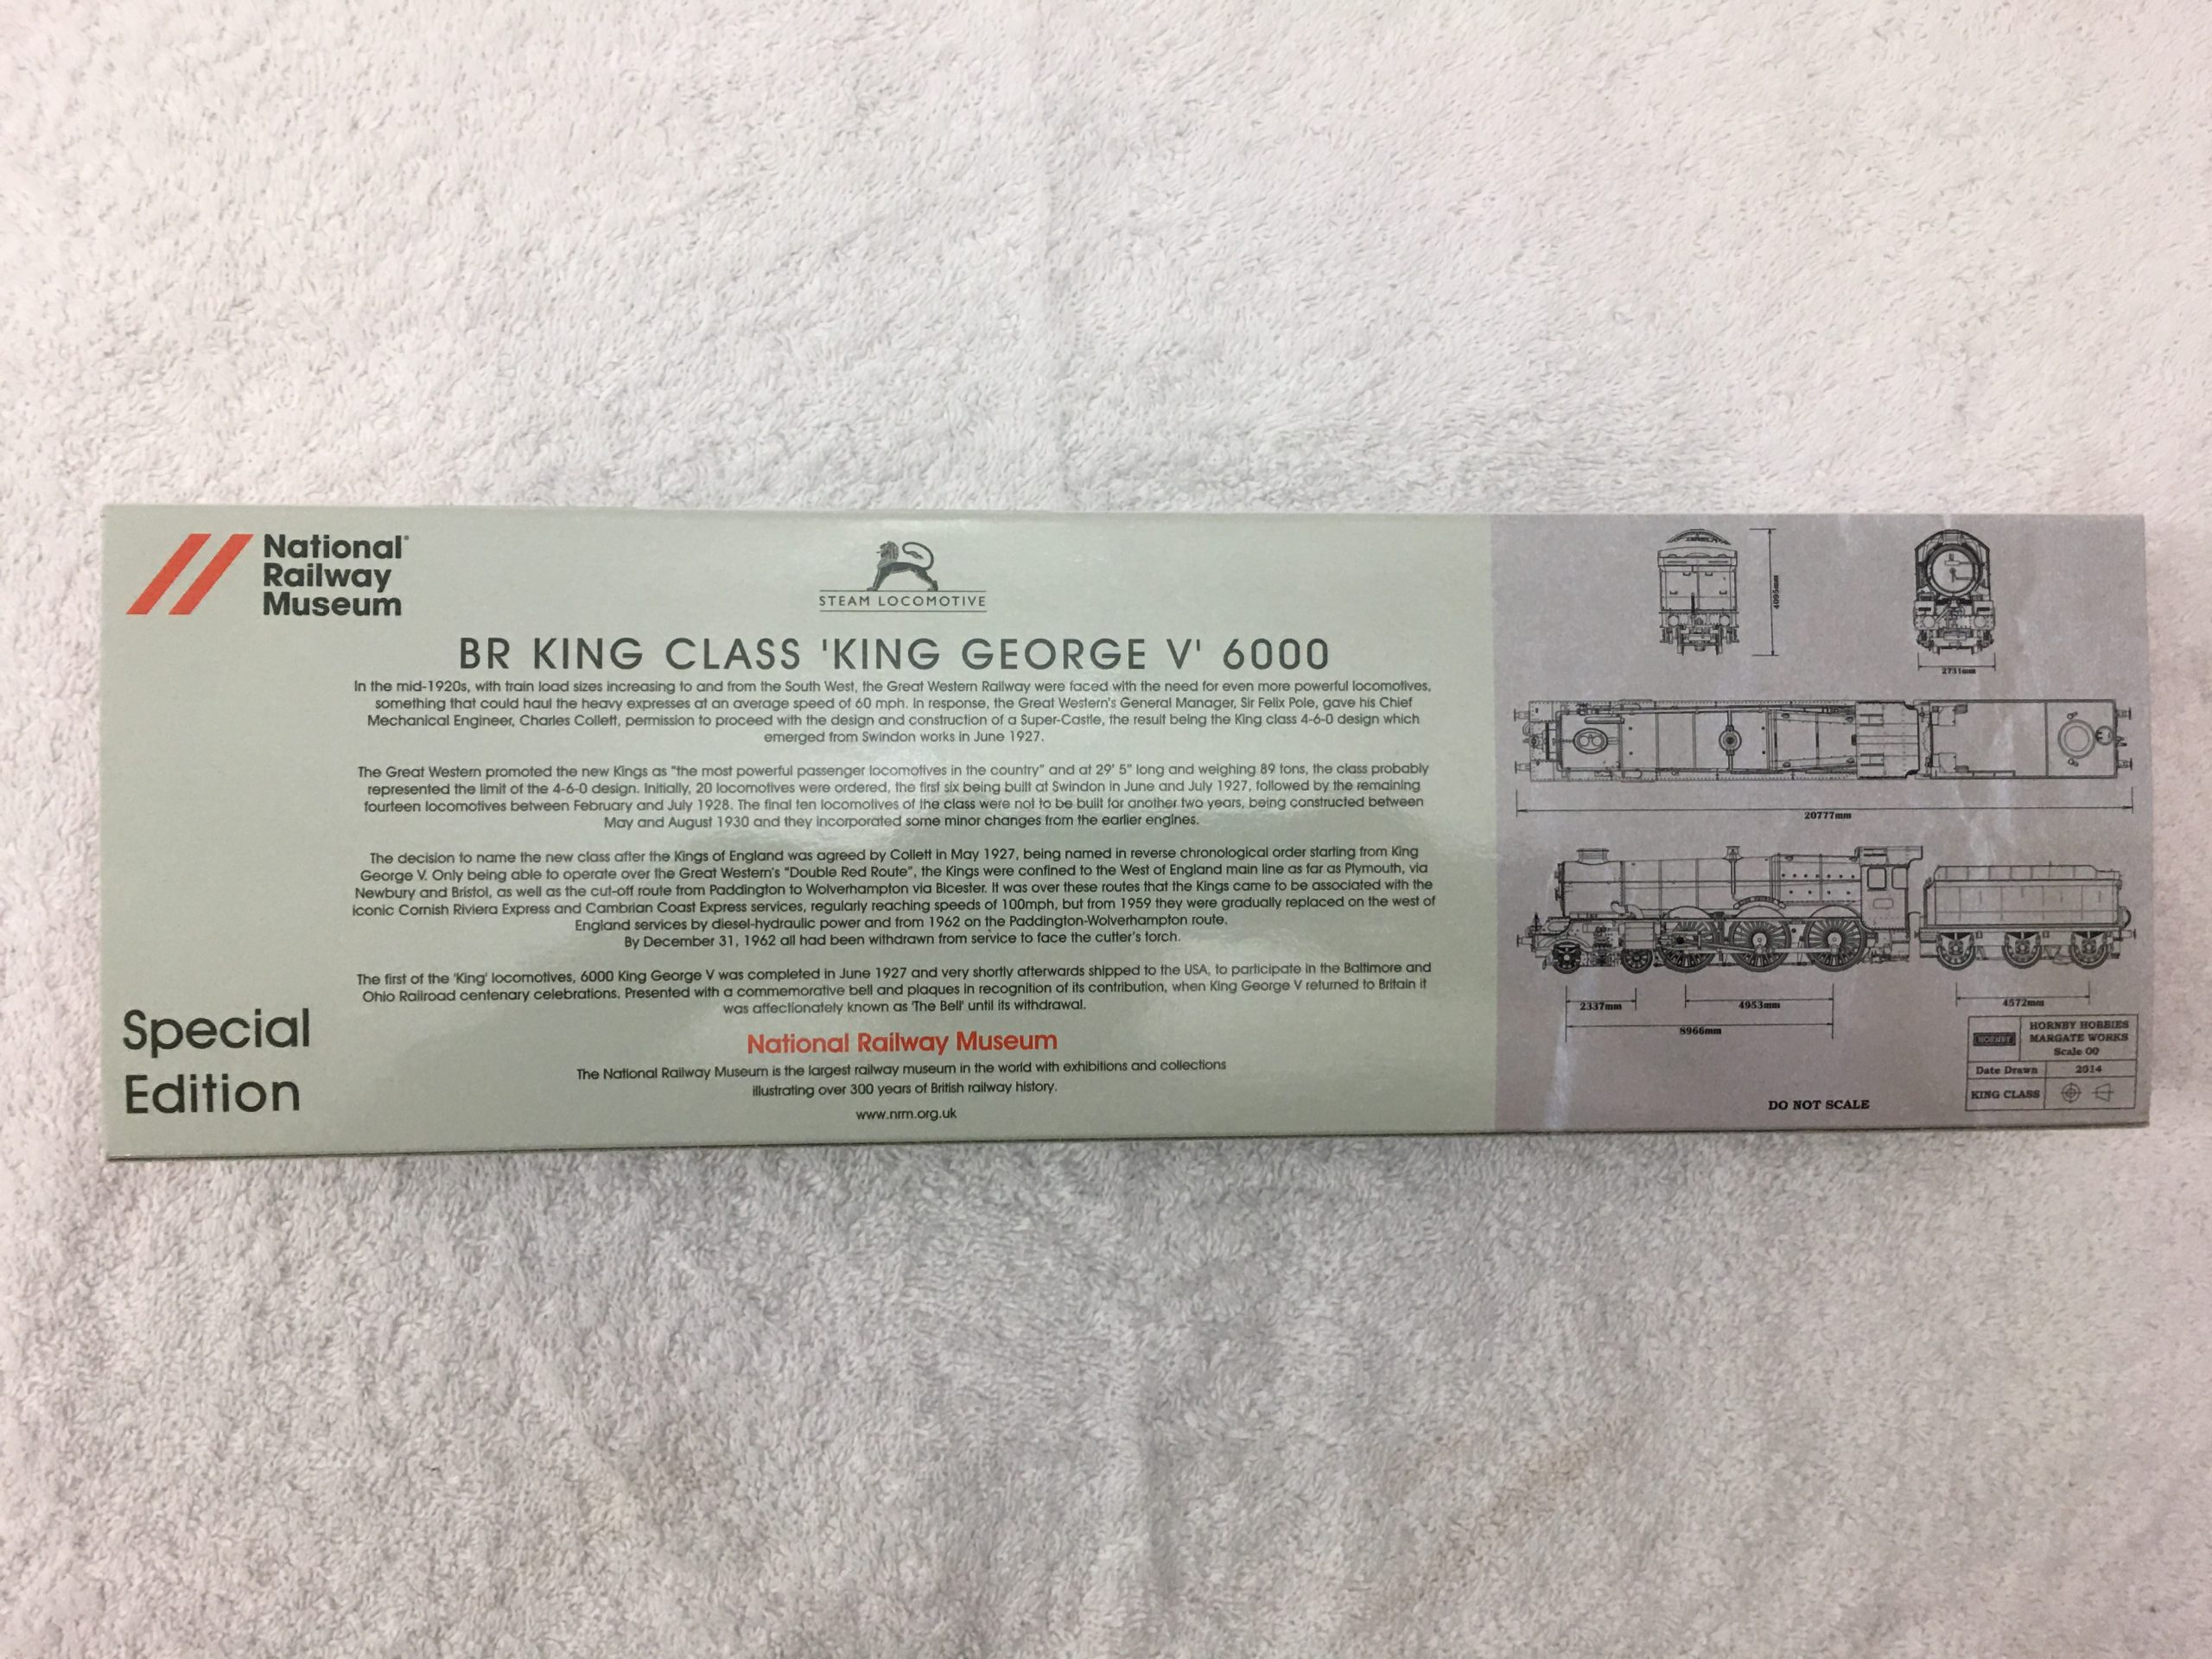 National
Railway
Museum
STEAM LOCOMOTIVE
BR KING CLASS 'KING GEORGE V' 6000
In the mid-1920s, with train load sizes increasing to and from the South West, the Great Western Railway were faced with the need for even more powerful locomotives,
something that could haul the heavy expresses at an average speed of 60 mph. In response, the Great Western's General Manager, Sir Felix Pole, gave his Chief
Mechanical Engineer, Charles Collett, permission to proceed with the design and construction of a Super-Castle, the result being the King class 4-6-0 design which
emerged from Swindon works in June 1927.
The Great Western promoted the new Kings as "the most powerful passenger locomotives in the country" and at 29' 5" long and weighing 89 tons, the class probably
represented the limit of the 4-6-0 design. Initially, 20 locomotives were ordered, the first six being built at Swindon in June and July 1927, followed by the remaining
fourteen locomotives between February and July 1928. The final ten locomotives of the class were not to be built for another two years, being constructed between
May and August 1930 and they incorporated some minor changes from the earlier engines.
The decision to name the new class after the Kings of England was agreed by Collett in May 1927, being named in reverse chronological order starting from King
George V. Only being able to operate over the Great Western's "Double Red Route", the Kings were confined to the West of England main line as far as Plymouth, via
Newbury and Bristol, as well as the cut-off route from Paddington to Wolverhampton via Bicester. It was over these routes that the Kings came to be associated with the
iconic Cornish Riviera Express and Cambrian Coast Express services, regularly reaching speeds of 100mph, but from 1959 they were gradually replaced on the west of
England services by diesel-hydraulic power and from 1962 on the Paddington-Wolverhampton route.
By December 31, 1962 all had been withdrawn from service to face the cutter's torch.
The first of the 'King' locomotives, 6000 King George V was completed in June 1927 and very shortly afterwards shipped to the USA, to participate in the Baltimore and
Ohio Railroad centenary celebrations. Presented with a commemorative bell and plaques in recognition of its contribution, when King George V returned to Britain it
was affectionately known as 'The Bell' until its withdrawal.
National Railway Museum
The National Railway Museum is the largest railway museum in the world with exhibitions and collections
illustrating over 300 years of British railway history.
www.nrm.org.uk
Special
Edition
4095mm
2731mm
20777mm
2337mm
4953mm
4572mm
8966mm
HORNBY
HORNBY HOBBIES
MARGATE WORKS
Scale 00
Date Drawn 2014
KING CLASS
DO NOT SCALE